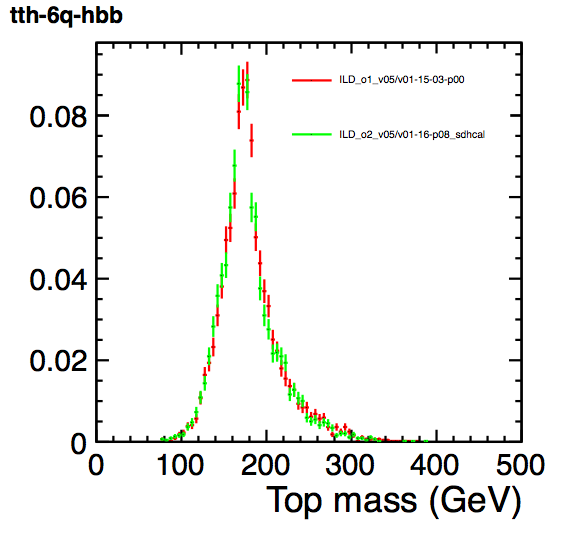 tth-6q-hbb
ILD_o1_v05/v01-15-03-p00
ILD_o2_v05/v01-16-p08_sdhcal
0.08
0.06
0.04
0.02
0
0 100 200 300 400 500
Top mass (GeV)